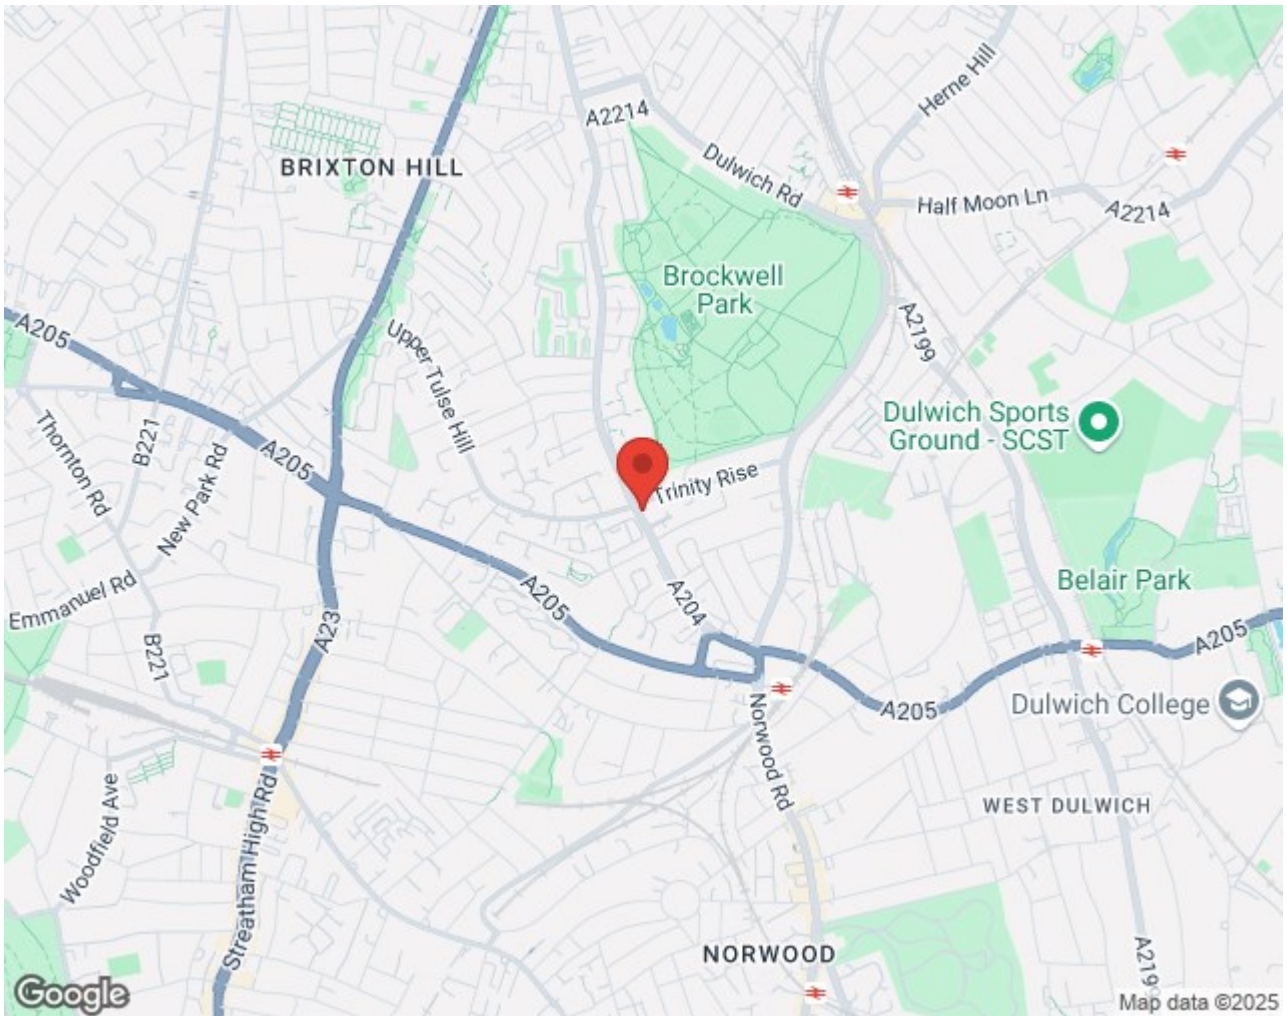 A2214
Herne Hill
BRIXTON HILL
Dulwich Rd
Half Moon Ln
A2214
Brockwell
Park
A205
Upper Tulse Hill
A2199
Thornton Rd
B221
New Park Rd
A205
Dulwich Sports
Ground - SCST
Trinity Rise
Emmanuel Rd
B221
A23
A205
A204
Belair Park
A205
A205
Dulwich College
Norwood Rd
Woodfield Ave
Streatham High Rd
WEST DULWICH
NORWOOD
A219
Google
Map data ©2025